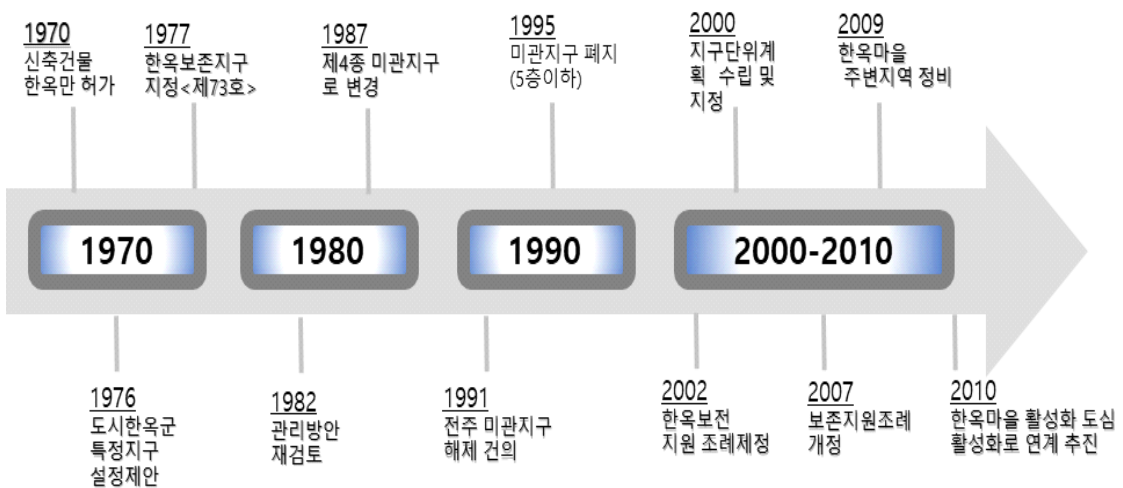 1970
신축건물
한옥만 허가
1977
한옥보존지구
지정<제73호>
1987
제4종 미관지구
로 변경
1995
미관지구 폐지
(5층이하)
2000
지구단위계
획 수립 및
지정
2009
한옥마을
주변지역 정비
1970
1980
1990
2000-2010
1976
도시한옥군
특정지구
설정제안
1982
관리방안
재검토
1991
전주 미관지구
해제 건의
2002
한옥보전
지원 조례제정
2007
보존지원조례
개정
2010
한옥마을 활성화 도심
활성화로 연계 추진